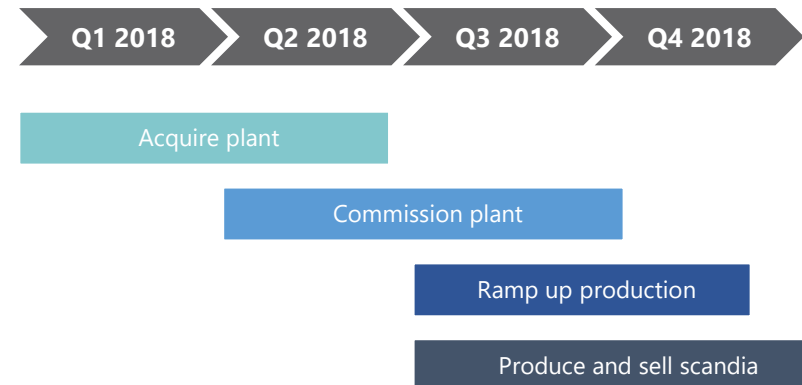 Q1 2018 Q2 2018 Q3 2018 Q4 2018
Acquire plant
Commission plant
Ramp up production
Produce and sell scandia